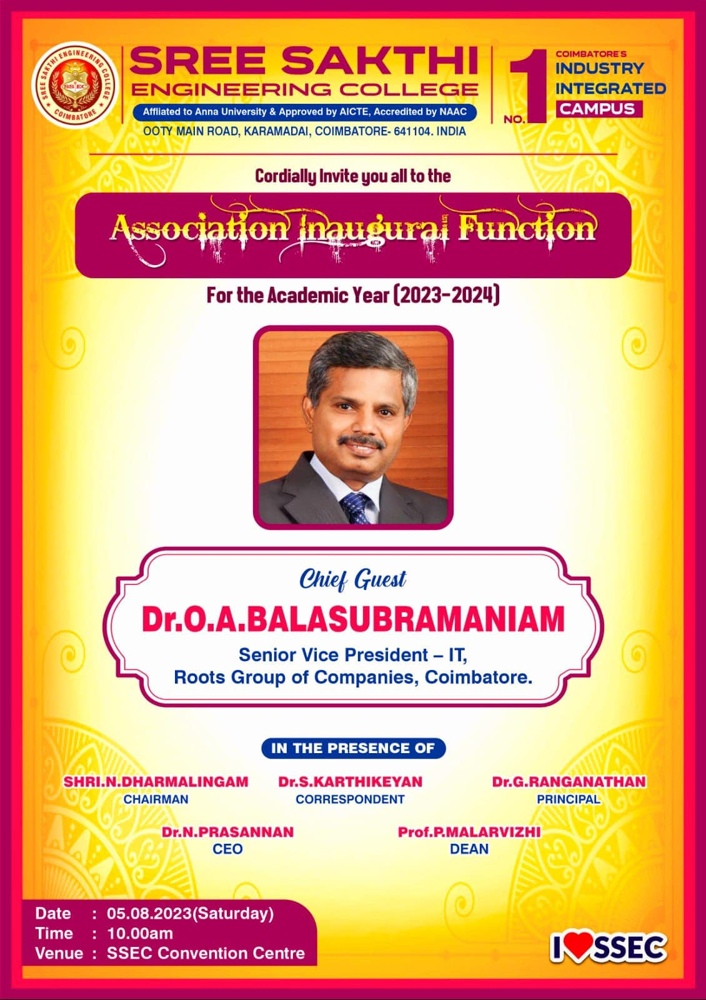 SREE SAKTHI ENGINEERING COLLEGE
COIMBATORE
SSEC
SREE SAKTHI
ENGINEERING COLLEGE
Affliated to Anna University & Approved by AICTE, Accredited by NAAC
OOTY MAIN ROAD, KARAMADAI, COIMBATORE- 641104. INDIA
NO.1
COIMBATORE'S
INDUSTRY
INTEGRATED
CAMPUS
Cordially Invite you all to the
Association Inaugural Function
For the Academic Year (2023-2024)
Chief Guest
Dr.O.A.BALASUBRAMANIAM
Senior Vice President – IT,
Roots Group of Companies, Coimbatore.
IN THE PRESENCE OF
SHRI.N.DHARMALINGAM
CHAIRMAN
Dr.S.KARTHIKEYAN
CORRESPONDENT
Dr.G.RANGANATHAN
PRINCIPAL
Dr.N.PRASANNAN
CEO
Prof.P.MALARVIZHI
DEAN
Date : 05.08.2023(Saturday)
Time : 10.00am
Venue : SSEC Convention Centre
I SSEC